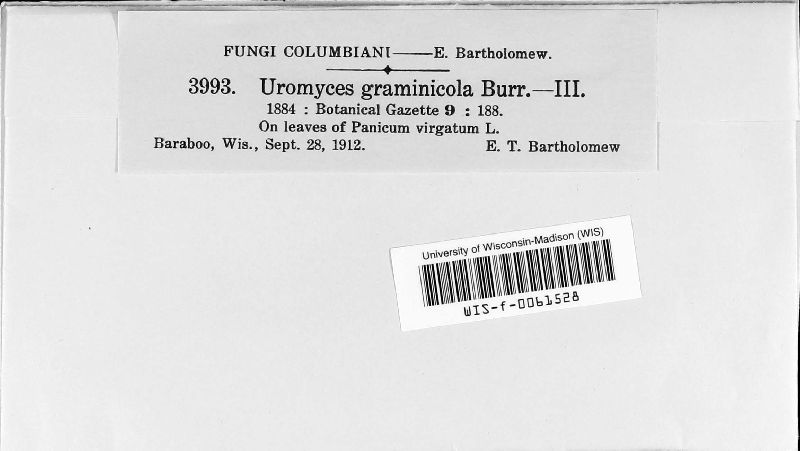 FUNGI COLUMBIANI——E. Bartholomew.
3993. Uromyces graminicola Burr.—III.
1884 : Botanical Gazette 9 : 188.
On leaves of Panicum virgatum L.
Baraboo, Wis., Sept. 28, 1912. E. T. Bartholomew
University of Wisconsin-Madison (WIS)
WIS-f-0061528